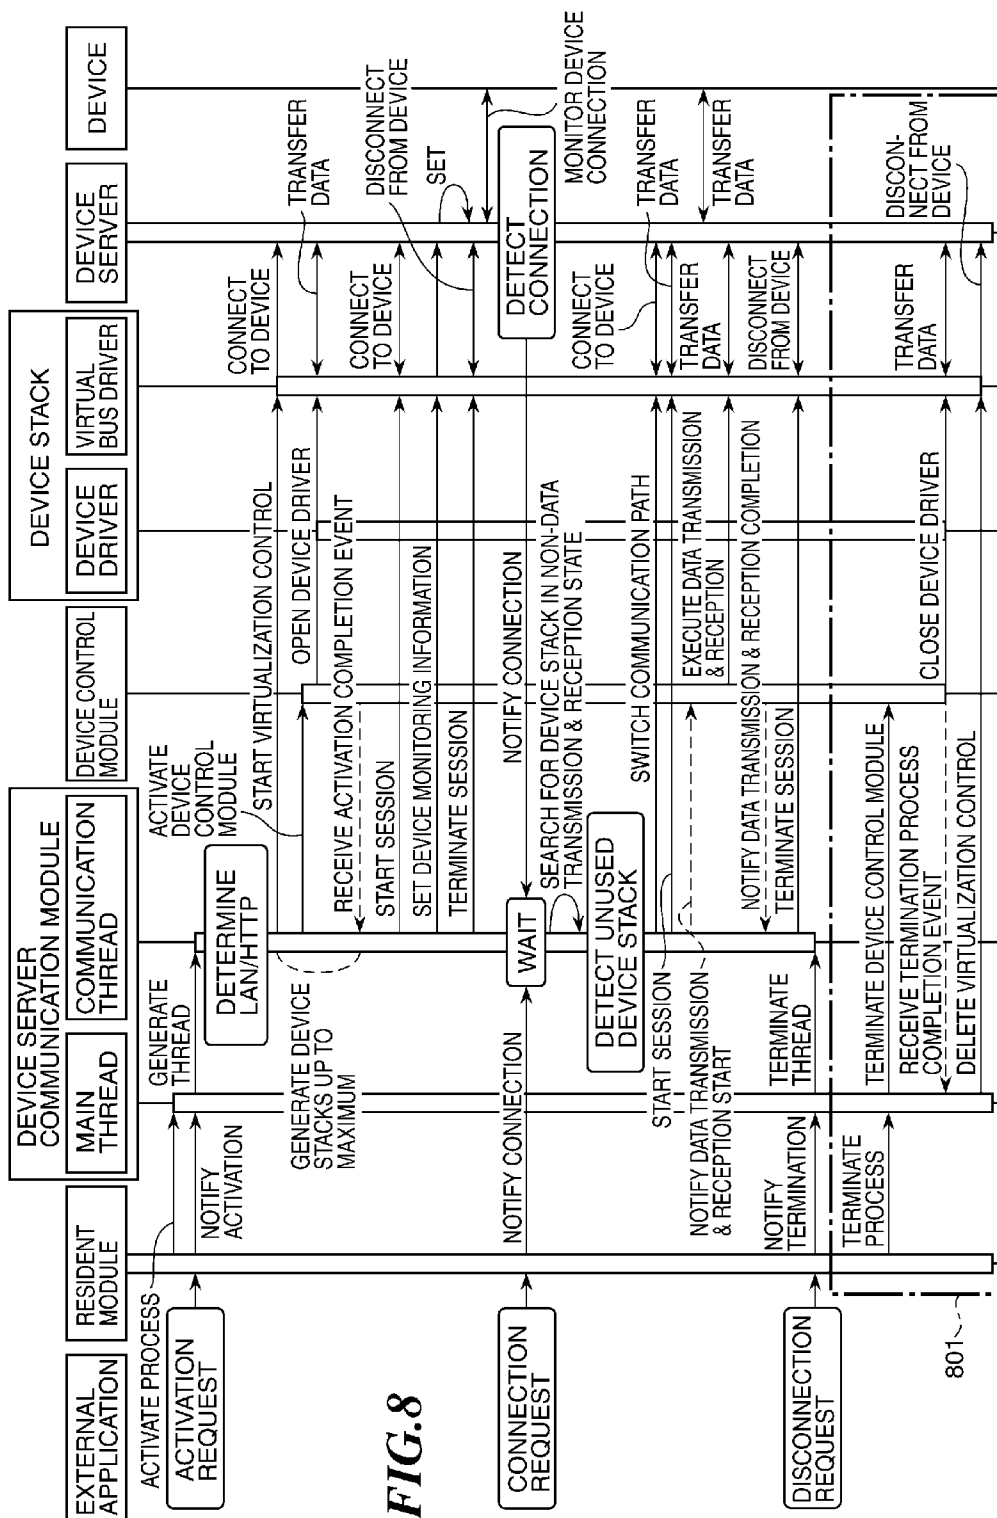 EXTERNAL
APPLICATION
RESIDENT
MODULE
DEVICE SERVER
COMMUNICATION MODULE
MAIN
THREAD
COMMUNICATION
THREAD
DEVICE CONTROL
MODULE
DEVICE STACK
DEVICE
DRIVER
VIRTUAL
BUS DRIVER
DEVICE
SERVER
DEVICE
ACTIVATE PROCESS
ACTIVATION
REQUEST
NOTIFY
ACTIVATION
GENERATE
THREAD
DETERMINE
LAN/HTTP
ACTIVATE
DEVICE
CONTROL
MODULE
START VIRTUALIZATION CONTROL
CONNECT
TO DEVICE
OPEN DEVICE DRIVER
TRANSFER
DATA
GENERATE DEVICE
STACKS UP TO
MAXIMUM
RECEIVE ACTIVATION COMPLETION EVENT
START SESSION
CONNECT
TO DEVICE
DISCONNECT
FROM DEVICE
SET DEVICE MONITORING INFORMATION
SET
TERMINATE SESSION
FIG.8
CONNECTION
REQUEST
NOTIFY CONNECTION
WAIT
NOTIFY CONNECTION
DETECT
CONNECTION
MONITOR DEVICE
CONNECTION
SEARCH FOR DEVICE STACK IN NON-DATA
TRANSMISSION & RECEPTION STATE
DETECT UNUSED
DEVICE STACK
CONNECT
TO DEVICE
SWITCH COMMUNICATION PATH
TRANSFER
DATA
START SESSION
TRANSFER
DATA
NOTIFY DATA TRANSMISSION
& RECEPTION START
EXECUTE DATA TRANSMISSION
& RECEPTION
TRANSFER
DATA
NOTIFY DATA TRANSMISSION & RECEPTION COMPLETION
TERMINATE SESSION
DISCONNECT
FROM DEVICE
DISCONNECTION
REQUEST
NOTIFY
TERMINATION
TERMINATE
THREAD
TERMINATE
PROCESS
TERMINATE DEVICE CONTROL MODULE
RECEIVE TERMINATION PROCESS
COMPLETION EVENT
CLOSE DEVICE DRIVER
TRANSFER
DATA
DISCON-
NECT FROM
DEVICE
DELETE VIRTUALIZATION CONTROL
801